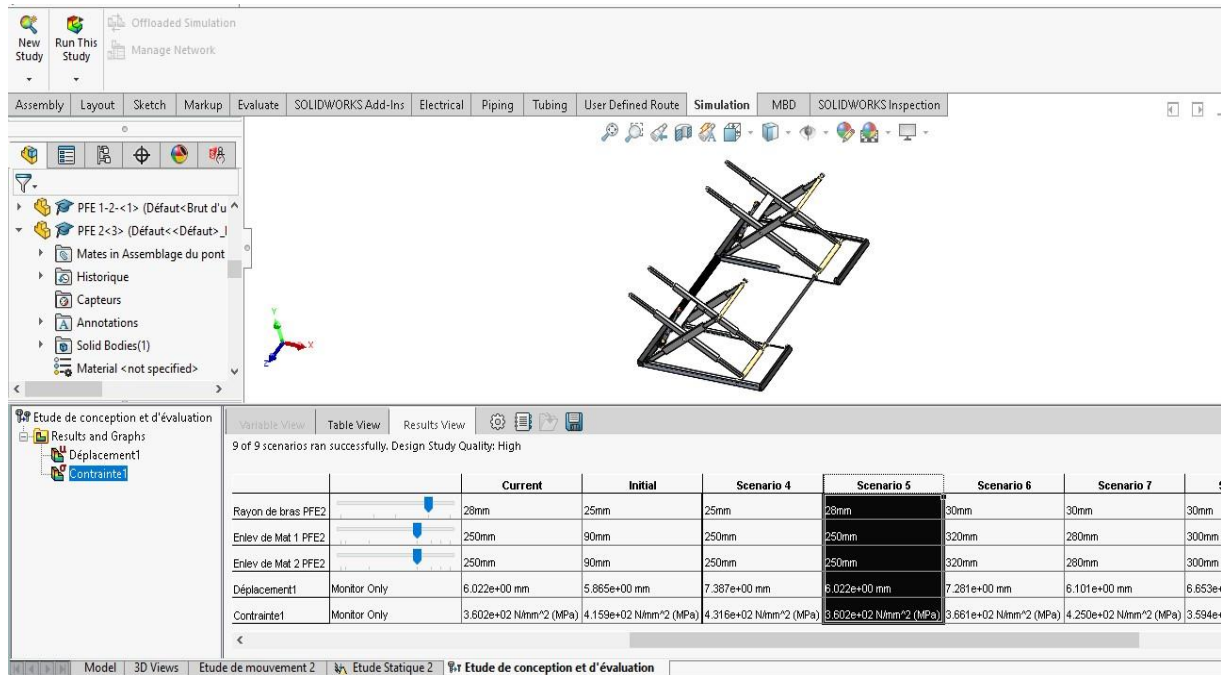 New Study
Run This Study
Offloaded Simulation
Manage Network
Assembly Layout Sketch Markup Evaluate SOLIDWORKS Add-Ins Electrical Piping Tubing User Defined Route Simulation MBD SOLIDWORKS Inspection
PFE 1-2-<1> (Défaut<Brut d'u
PFE 2<3> (Défaut<<Défaut>_
Mates in Assemblage du pont
Historique
Capteurs
Annotations
Solid Bodies(1)
Material <not specified>
Y
X
Z
Etude de conception et d'évaluation
Results and Graphs
Déplacement1
Contrainte1
Variable View Table View Results View
9 of 9 scenarios ran successfully. Design Study Quality: High
Current Initial Scenario 4 Scenario 5 Scenario 6 Scenario 7
Rayon de bras PFE2 28mm 25mm 25mm 28mm 30mm 30mm 30mm
Enlev de Mat 1 PFE2 250mm 90mm 250mm 250mm 320mm 280mm 300mm
Enlev de Mat 2 PFE2 250mm 90mm 250mm 250mm 320mm 280mm 300mm
Déplacement1 Monitor Only 6.022e+00 mm 5.865e+00 mm 7.387e+00 mm 6.022e+00 mm 7.281e+00 mm 6.101e+00 mm 6.653e+
Contrainte1 Monitor Only 3.602e+02 N/mm^2 (MPa) 4.159e+02 N/mm^2 (MPa) 4.316e+02 N/mm^2 (MPa) 3.602e+02 N/mm^2 (MPa) 3.661e+02 N/mm^2 (MPa) 4.250e+02 N/mm^2 (MPa) 3.594e+
Model 3D Views Etude de mouvement 2 Etude Statique 2 Etude de conception et d'évaluation